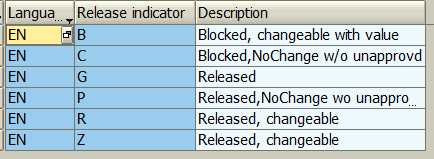 Langua... Release indicator Description
EN B Blocked, changeable with value
EN C Blocked,NoChange w/o unapprovd
EN G Released
EN P Released,NoChange wo unappro...
EN R Released, changeable
EN Z Released, changeable